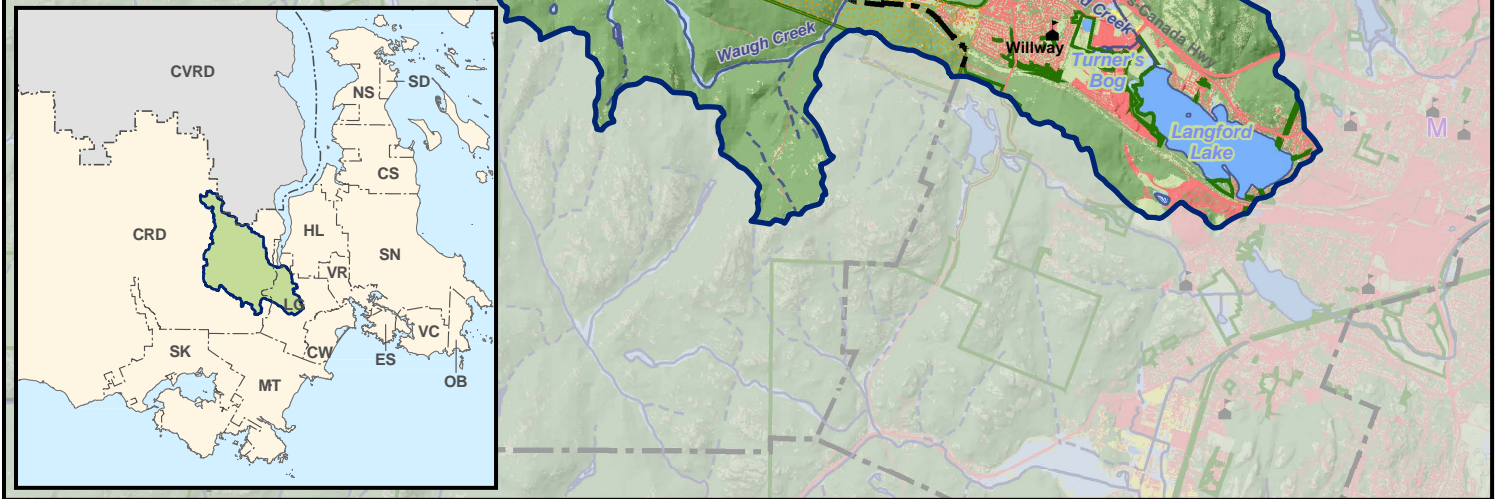 CVRD
NS
SD
CS
CRD
HL
SN
VR
LG
VC
SK
CW
ES
OB
MT
Waugh Creek
Creek
s-Canada Hwy
Willway
Turner's
Bog
Langford
Lake
M